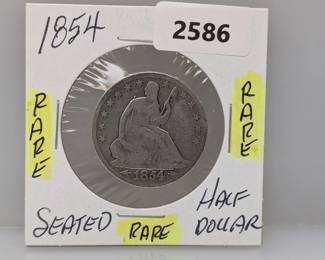 1854
2586
RARE
RARE
1854
SEATED
HALF
DOLLAR
RARE